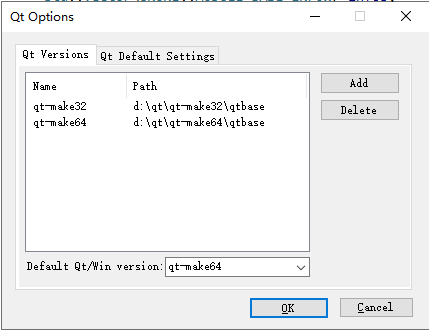 Qt Options
Qt Versions
Qt Default Settings
Name Path
qt-make32 d:\qt\qt-make32\qtbase
qt-make64 d:\qt\qt-make64\qtbase
Add
Delete
Default Qt/Win version: qt-make64
OK
Cancel